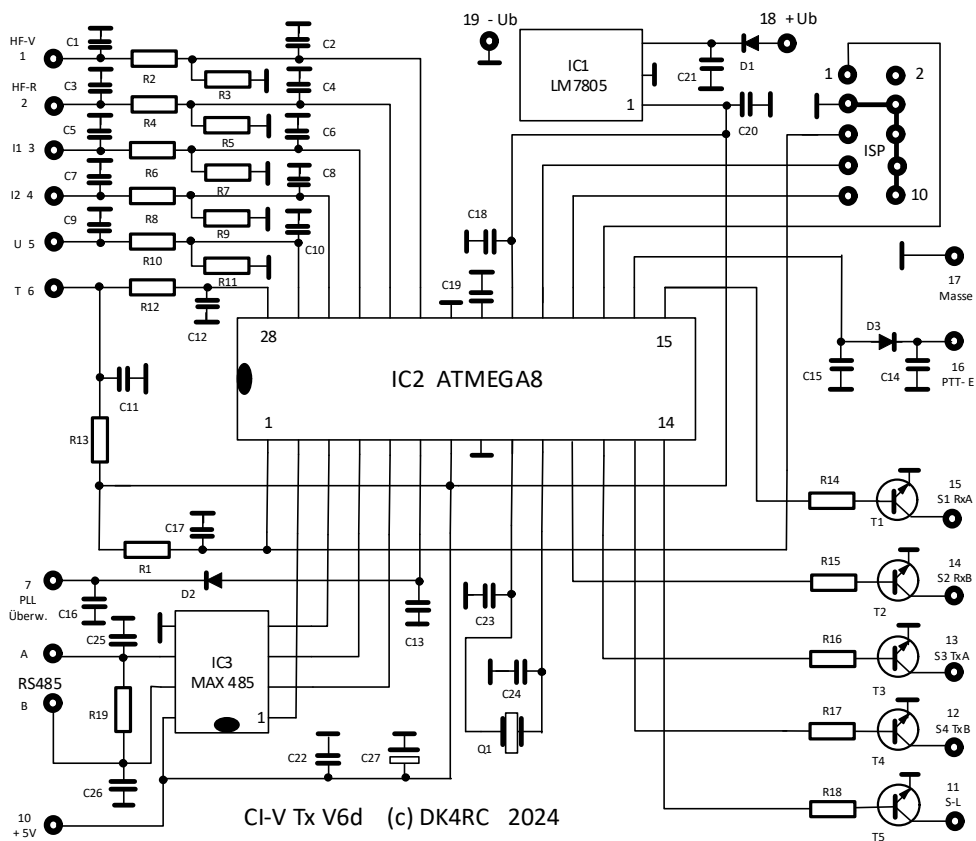 HF-V
1
C1
R2
C2
R3
19 - Ub
18 + Ub
IC1
LM7805
1
C21
D1
C20
1
2
ISP
10
HF-R
2
C3
R4
C4
R5
I1 3
C5
R6
C6
R7
I2 4
C7
R8
C8
R9
U 5
C9
R10
C10
R11
T 6
R12
C12
C18
C19
17
Masse
28
15
IC2 ATMEGA8
1
14
D3
C15
C14
16
PTT- E
C11
R13
R14
T1
15
S1 RxA
C17
R1
7
PLL
Überw.
C16
D2
C13
C23
R15
T2
14
S2 RxB
C25
A
RS485
B
R19
IC3
MAX 485
1
C24
Q1
R16
T3
13
S3 TxA
R17
T4
12
S4 TxB
C26
C22
C27
10
+ 5V
R18
T5
11
S-L
CI-V Tx V6d (c) DK4RC 2024